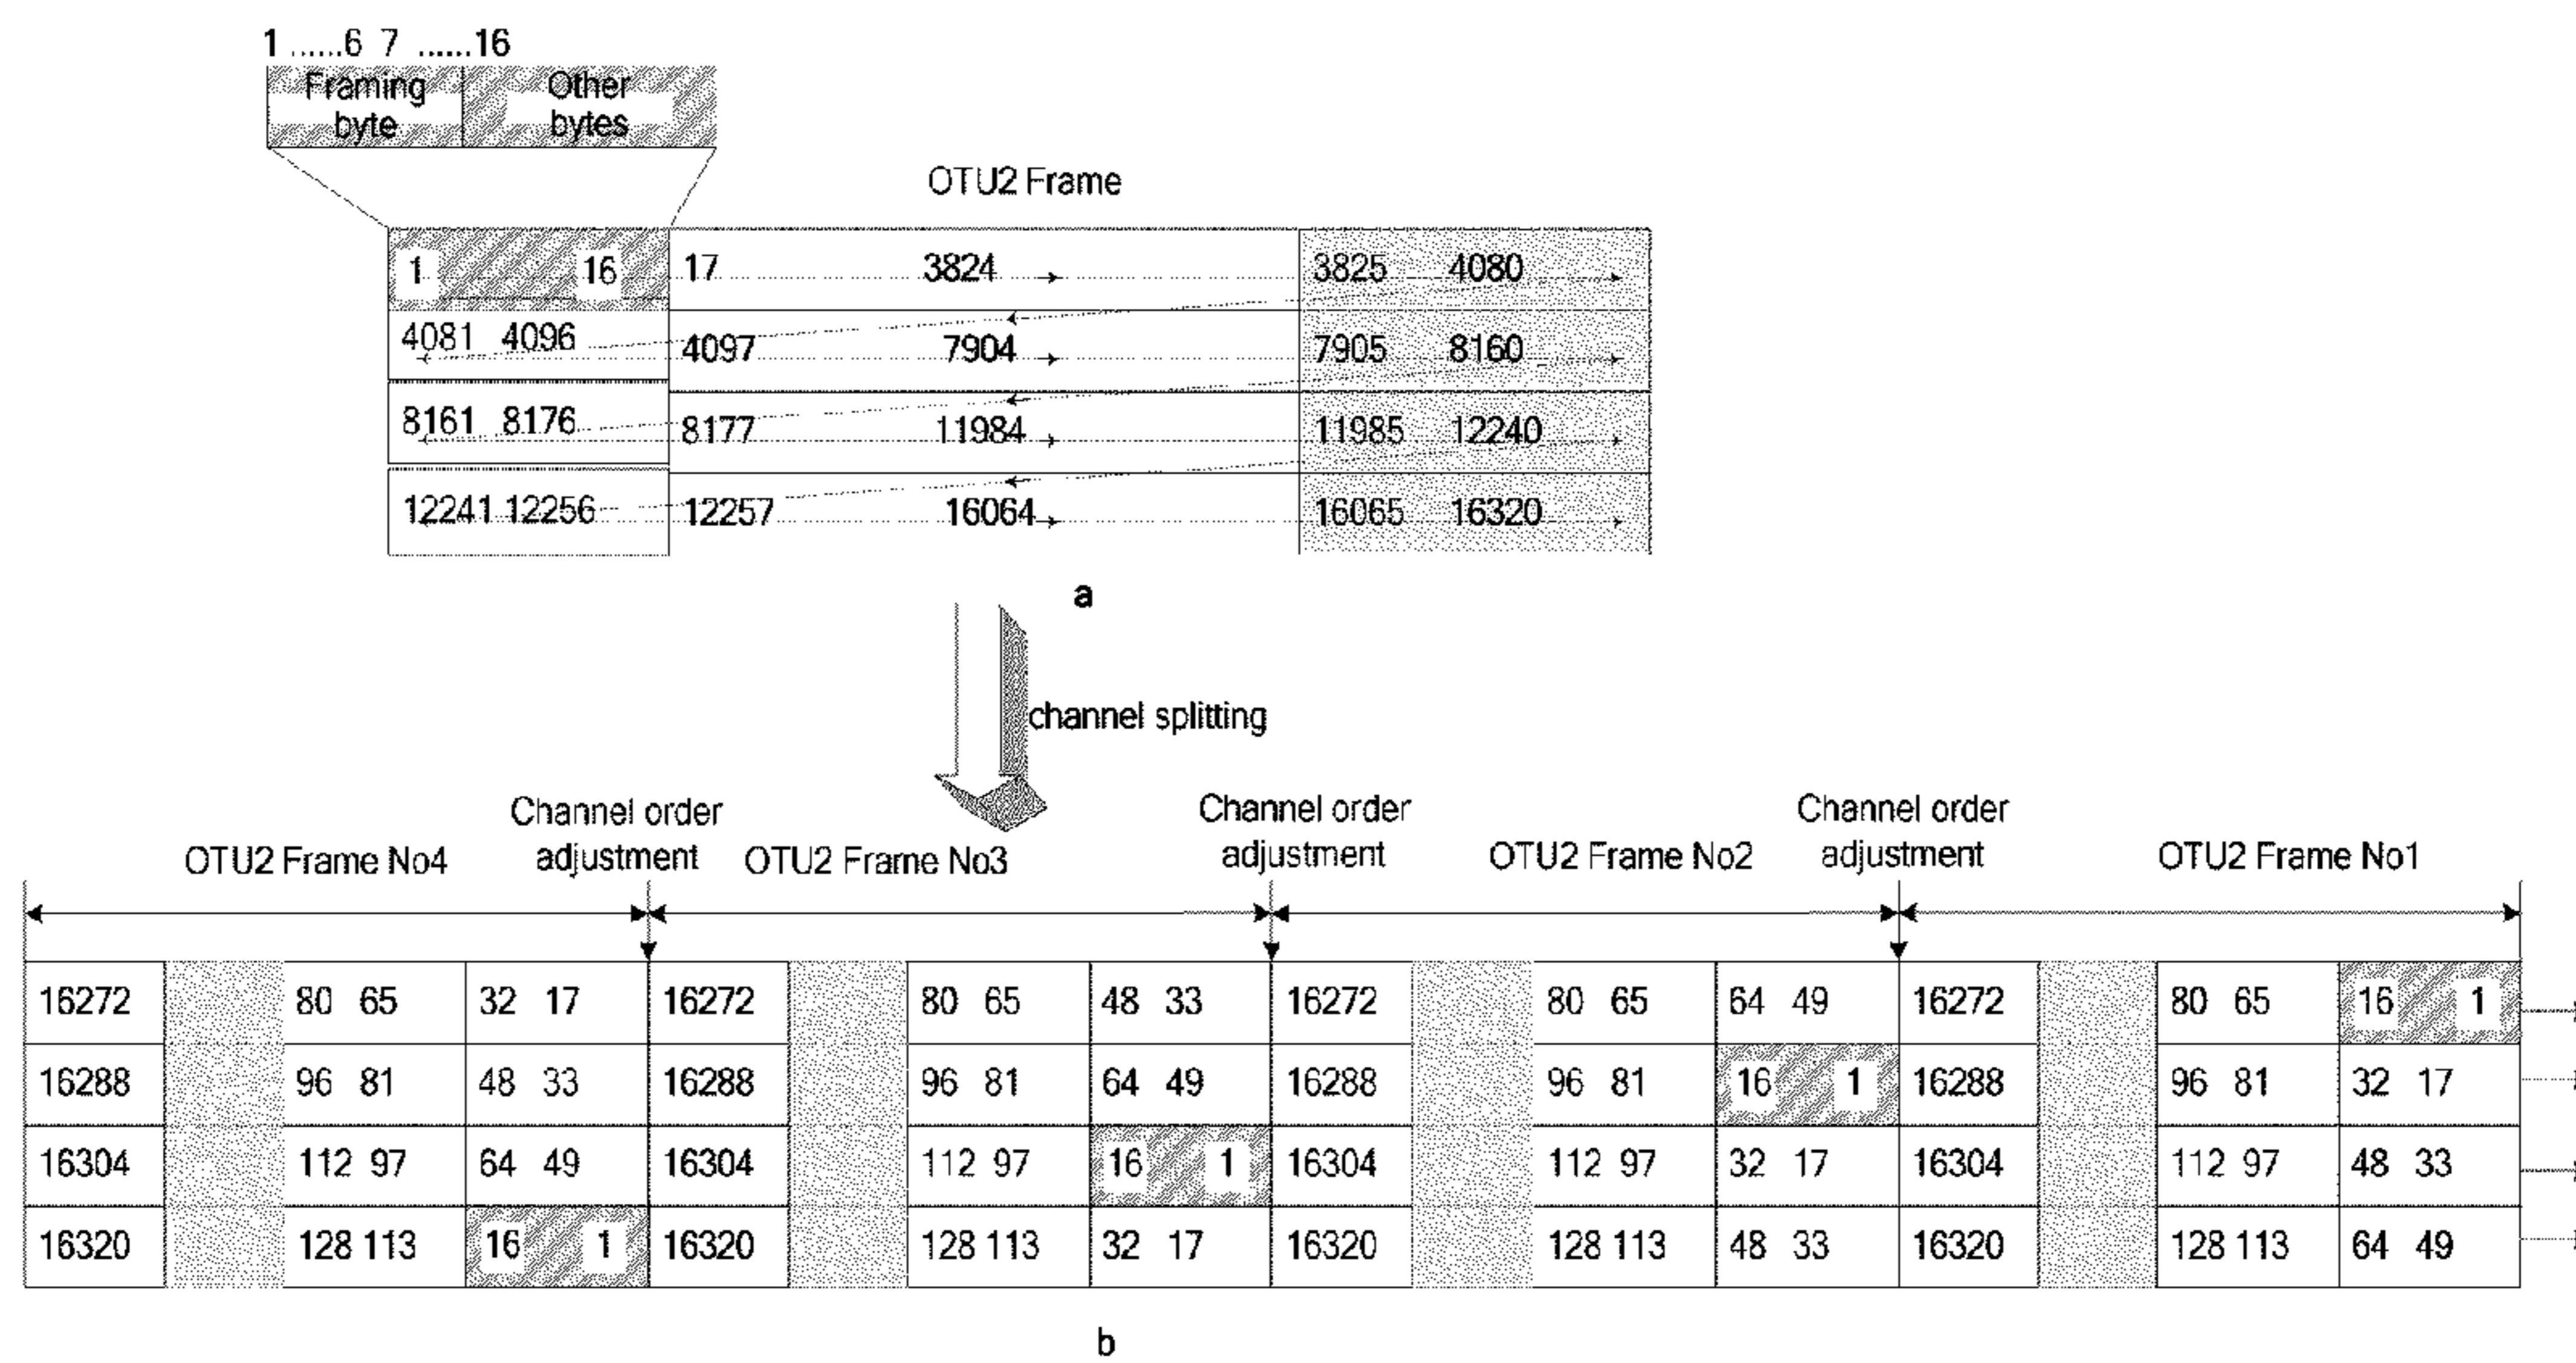 1 ......6 7 ......16
Framing byte Other bytes
OTU2 Frame
1 16 17 3824 3825 4080
4081 4096 4097 7904 7905 8160
8161 8176 8177 11984 11985 12240
12241 12256 12257 16064 16065 16320
a
channel splitting
Channel order adjustment Channel order adjustment Channel order adjustment
OTU2 Frame No4 OTU2 Frame No3 OTU2 Frame No2 OTU2 Frame No1
16272 80 65 32 17 16272 80 65 48 33 16272 80 65 64 49 16272 80 65 16 1
16288 96 81 48 33 16288 96 81 64 49 16288 96 81 16 1 16288 96 81 32 17
16304 112 97 64 49 16304 112 97 16 1 16304 112 97 32 17 16304 112 97 48 33
16320 128 113 16 1 16320 128 113 32 17 16320 128 113 48 33 16320 128 113 64 49
b